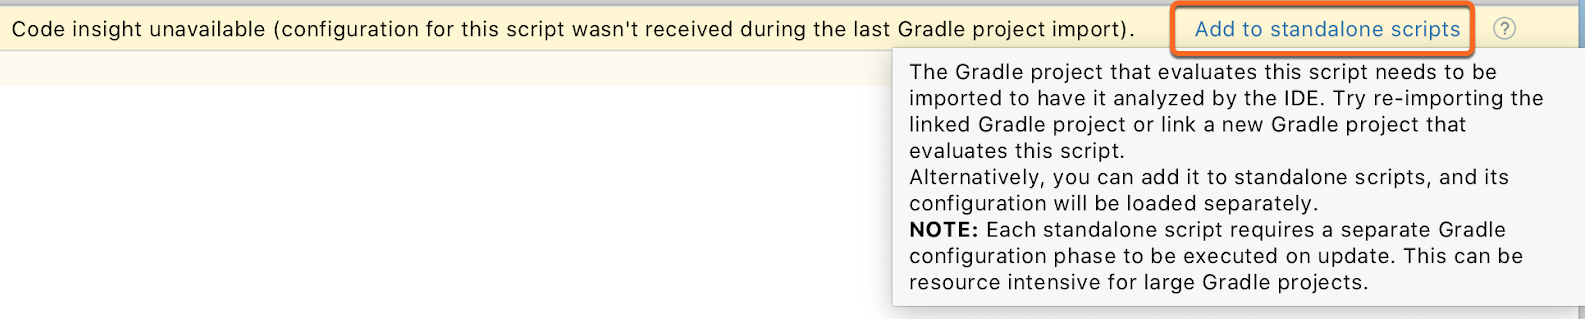 Code insight unavailable (configuration for this script wasn't received during the last Gradle project import). Add to standalone scripts ?
The Gradle project that evaluates this script needs to be
imported to have it analyzed by the IDE. Try re-importing the
linked Gradle project or link a new Gradle project that
evaluates this script.
Alternatively, you can add it to standalone scripts, and its
configuration will be loaded separately.
NOTE: Each standalone script requires a separate Gradle
configuration phase to be executed on update. This can be
resource intensive for large Gradle projects.